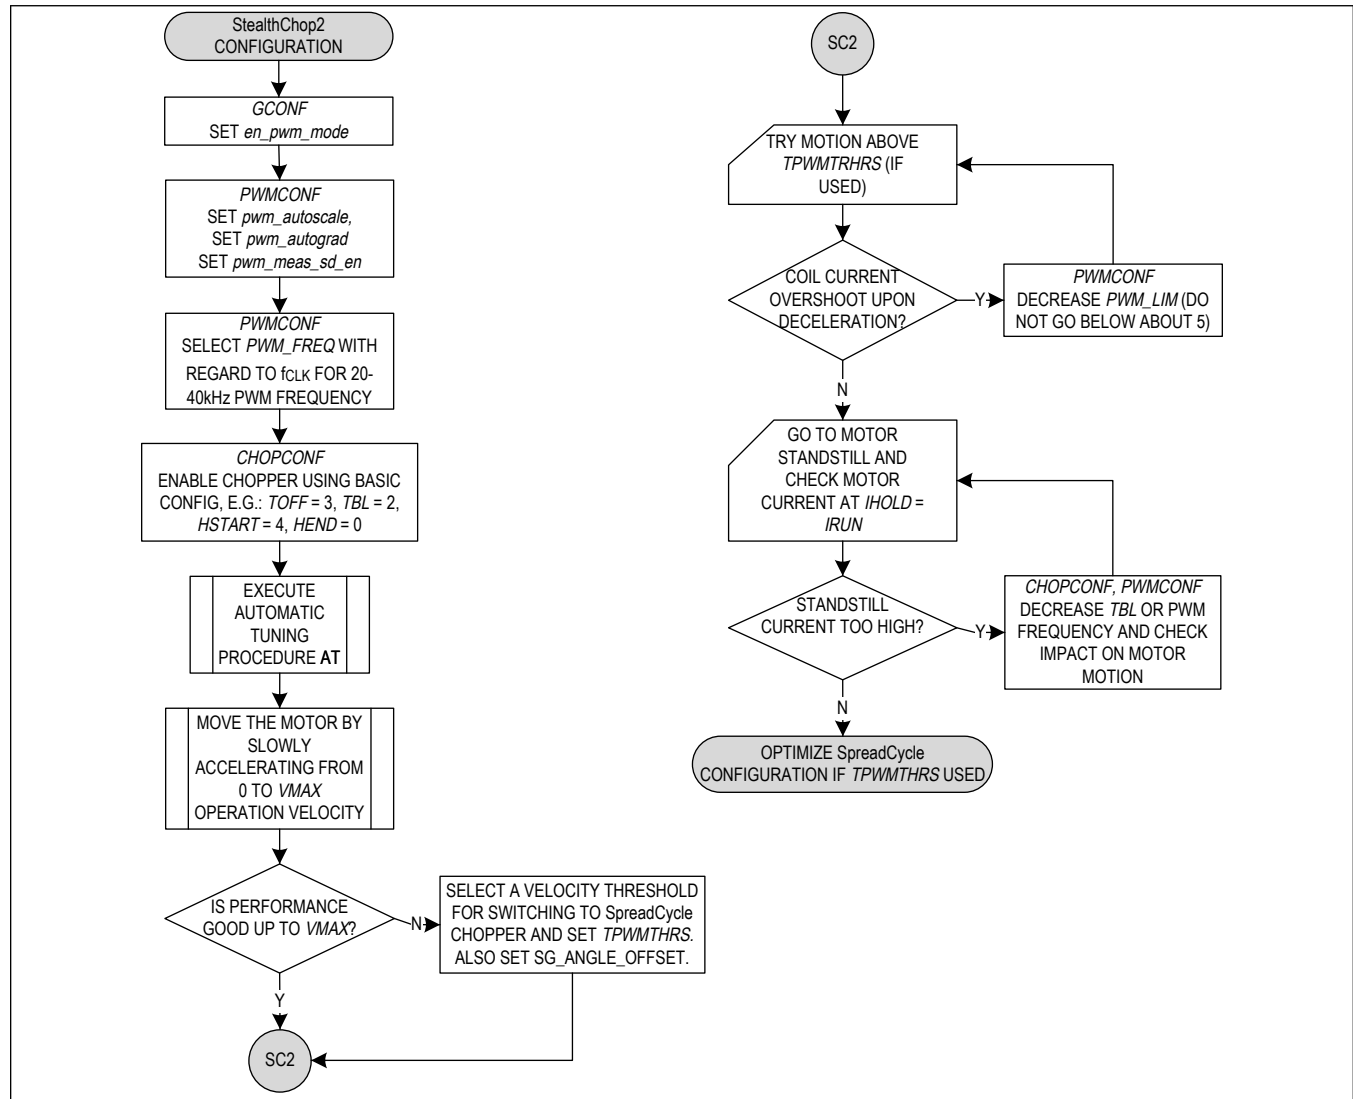 StealthChop2
CONFIGURATION
GCONF
SET en_pwm_mode
PWMCONF
SET pwm_autoscale,
SET pwm_autograd
SET pwm_meas_sd_en
PWMCONF
SELECT PWM_FREQ WITH
REGARD TO fCLK FOR 20-
40kHz PWM FREQUENCY
CHOPCONF
ENABLE CHOPPER USING BASIC
CONFIG, E.G.: TOFF = 3, TBL = 2,
HSTART = 4, HEND = 0
EXECUTE
AUTOMATIC
TUNING
PROCEDURE AT
MOVE THE MOTOR BY
SLOWLY
ACCELERATING FROM
0 TO VMAX
OPERATION VELOCITY
IS PERFORMANCE
GOOD UP TO VMAX?
N
SELECT A VELOCITY THRESHOLD
FOR SWITCHING TO SpreadCycle
CHOPPER AND SET TPWMTHRS.
ALSO SET SG_ANGLE_OFFSET.
Y
SC2
SC2
TRY MOTION ABOVE
TPWMTRHRS (IF
USED)
COIL CURRENT
OVERSHOOT UPON
DECELERATION?
Y
PWMCONF
DECREASE PWM_LIM (DO
NOT GO BELOW ABOUT 5)
N
GO TO MOTOR
STANDSTILL AND
CHECK MOTOR
CURRENT AT IHOLD =
IRUN
STANDSTILL
CURRENT TOO HIGH?
Y
CHOPCONF, PWMCONF
DECREASE TBL OR PWM
FREQUENCY AND CHECK
IMPACT ON MOTOR
MOTION
N
OPTIMIZE SpreadCycle
CONFIGURATION IF TPWMTHRS USED